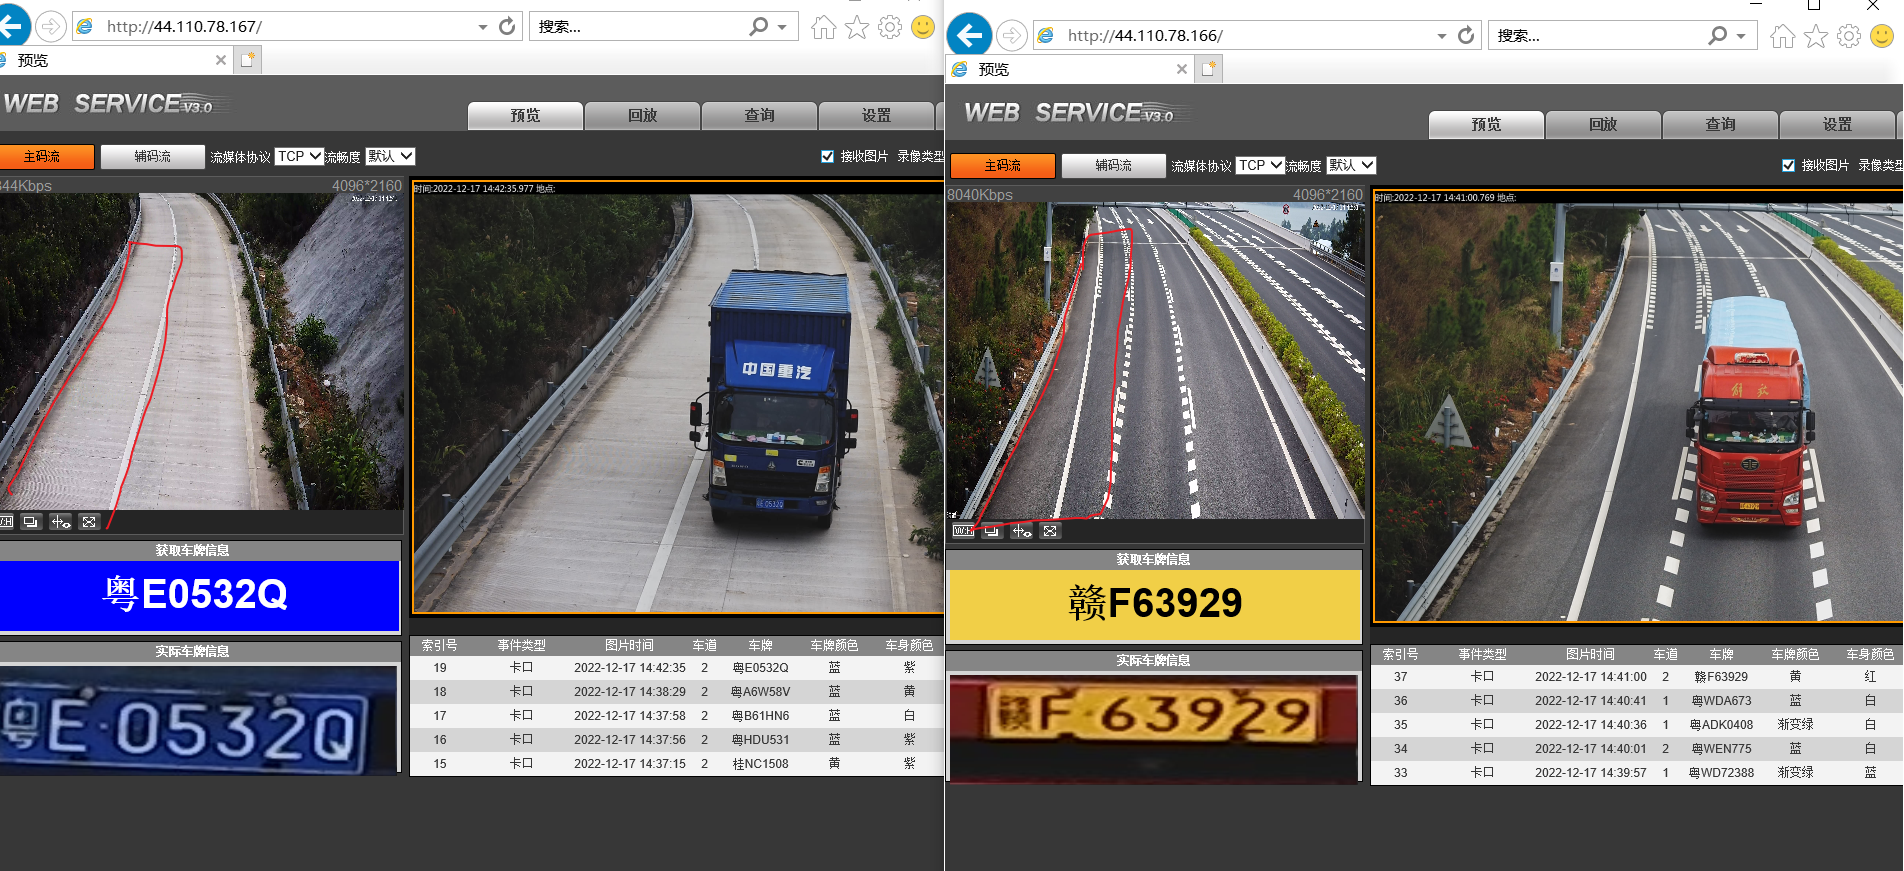 http://44.110.78.167/
搜索...
预览
WEB SERVICE V3.0
预览 回放 查询 设置
主码流 辅码流 流媒体协议 TCP 流畅度 默认 接收图片 录像类型
844Kbps 4096*2160
时间:2022-12-17 14:42:35.977 地点:
中国重汽
W:H
获取车牌信息
粤E0532Q
实际车牌信息
粤E·0532Q
索引号 事件类型 图片时间 车道 车牌 车牌颜色 车身颜色
19 卡口 2022-12-17 14:42:35 2 粤E0532Q 蓝 紫
18 卡口 2022-12-17 14:38:29 2 粤A6W58V 蓝 黄
17 卡口 2022-12-17 14:37:58 2 粤B61HN6 蓝 白
16 卡口 2022-12-17 14:37:56 2 粤HDU531 蓝 紫
15 卡口 2022-12-17 14:37:15 2 桂NC1508 黄 紫
http://44.110.78.166/
搜索...
预览
WEB SERVICE V3.0
预览 回放 查询 设置
主码流 辅码流 流媒体协议 TCP 流畅度 默认 接收图片 录像类型
8040Kbps 4096*2160
时间:2022-12-17 14:41:00.769 地点:
解放
W:H
获取车牌信息
赣F63929
实际车牌信息
赣F·63929
索引号 事件类型 图片时间 车道 车牌 车牌颜色 车身颜色
37 卡口 2022-12-17 14:41:00 2 赣F63929 黄 红
36 卡口 2022-12-17 14:40:41 1 粤WDA673 蓝 白
35 卡口 2022-12-17 14:40:36 1 粤ADK0408 渐变绿 白
34 卡口 2022-12-17 14:40:01 2 粤WEN775 蓝 白
33 卡口 2022-12-17 14:39:57 1 粤WD72388 渐变绿 蓝